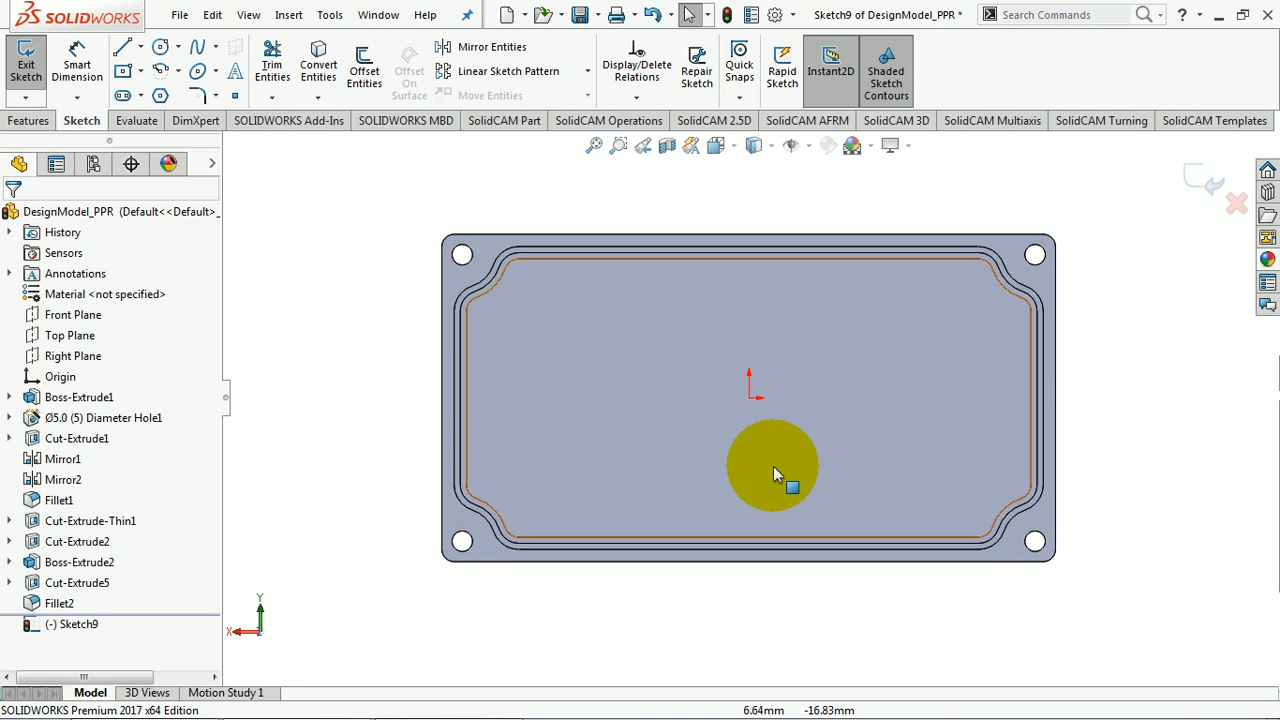 SOLIDWORKS File Edit View Insert Tools Window Help Sketch9 of DesignModel_PPR * Search Commands ?
Exit Sketch
Smart Dimension
Trim Entities
Convert Entities
Offset Entities
Offset On Surface
Mirror Entities
Linear Sketch Pattern
Move Entities
Display/Delete Relations
Repair Sketch
Quick Snaps
Rapid Sketch
Instant2D
Shaded Sketch Contours
Features Sketch Evaluate DimXpert SOLIDWORKS Add-Ins SOLIDWORKS MBD SolidCAM Part SolidCAM Operations SolidCAM 2.5D SolidCAM AFRM SolidCAM 3D SolidCAM Multiaxis SolidCAM Turning SolidCAM Templates
DesignModel_PPR (Default<<Default>_
History
Sensors
Annotations
Material <not specified>
Front Plane
Top Plane
Right Plane
Origin
Boss-Extrude1
Ø5.0 (5) Diameter Hole1
Cut-Extrude1
Mirror1
Mirror2
Fillet1
Cut-Extrude-Thin1
Cut-Extrude2
Boss-Extrude2
Cut-Extrude5
Fillet2
(-) Sketch9
Y
X
Z
Model 3D Views Motion Study 1
SOLIDWORKS Premium 2017 x64 Edition 6.64mm -16.83mm